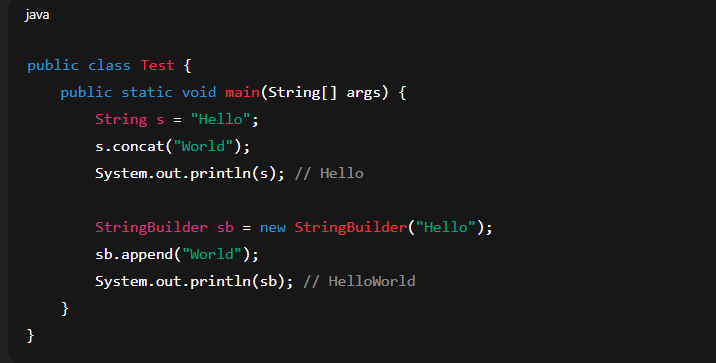 java
public class Test {
    public static void main(String[] args) {
        String s = "Hello";
        s.concat("World");
        System.out.println(s); // Hello
        StringBuilder sb = new StringBuilder("Hello");
        sb.append("World");
        System.out.println(sb); // HelloWorld
    }
}